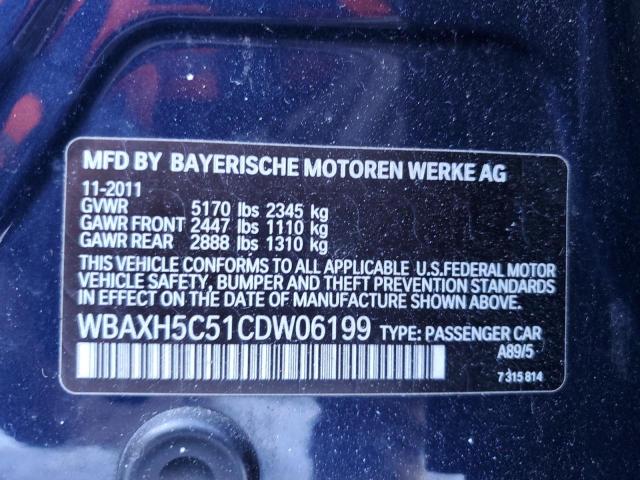 MFD BY BAYERISCHE MOTOREN WERKE AG
11-2011
GVWR 5170 lbs 2345 kg
GAWR FRONT 2447 lbs 1110 kg
GAWR REAR 2888 lbs 1310 kg
THIS VEHICLE CONFORMS TO ALL APPLICABLE U.S.FEDERAL MOTOR
VEHICLE SAFETY, BUMPER AND THEFT PREVENTION STANDARDS
IN EFFECT ON THE DATE OF MANUFACTURE SHOWN ABOVE.
WBAXH5C51CDW06199 TYPE: PASSENGER CAR
A89/5
7 315 814